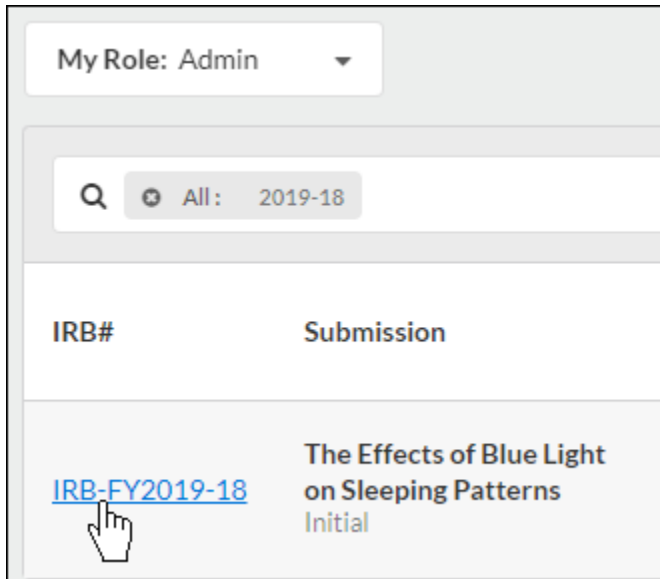 My Role: Admin
All: 2019-18
IRB# Submission
The Effects of Blue Light
IRB-FY2019-18 on Sleeping Patterns
Initial